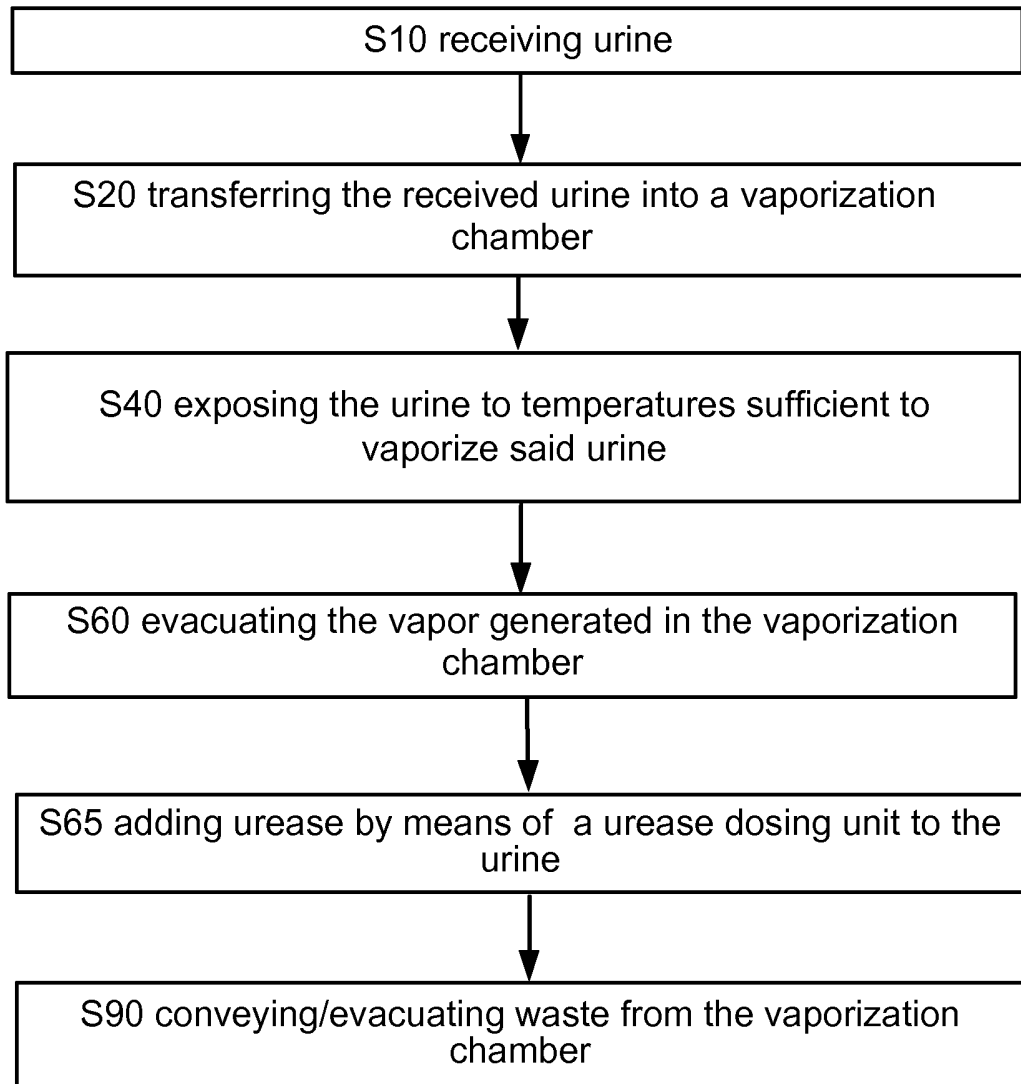 S10 receiving urine
S20 transferring the received urine into a vaporization
chamber
S40 exposing the urine to temperatures sufficient to
vaporize said urine
S60 evacuating the vapor generated in the vaporization
chamber
S65 adding urease by means of a urease dosing unit to the
urine
S90 conveying/evacuating waste from the vaporization
chamber